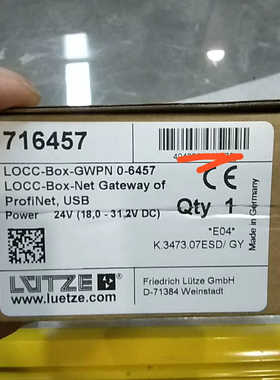 716457
LOCC-Box-GWPN 0-6457
LOCC-Box-Net Gateway of
ProfiNet, USB
Power 24V (18,0 - 31,2V DC)
CE
Qty 1
Made in Germany
*E04*
K.3473.07ESD/ GY
LÜTZE
www.luetze.com
Friedrich Lütze GmbH
D-71384 Weinstadt